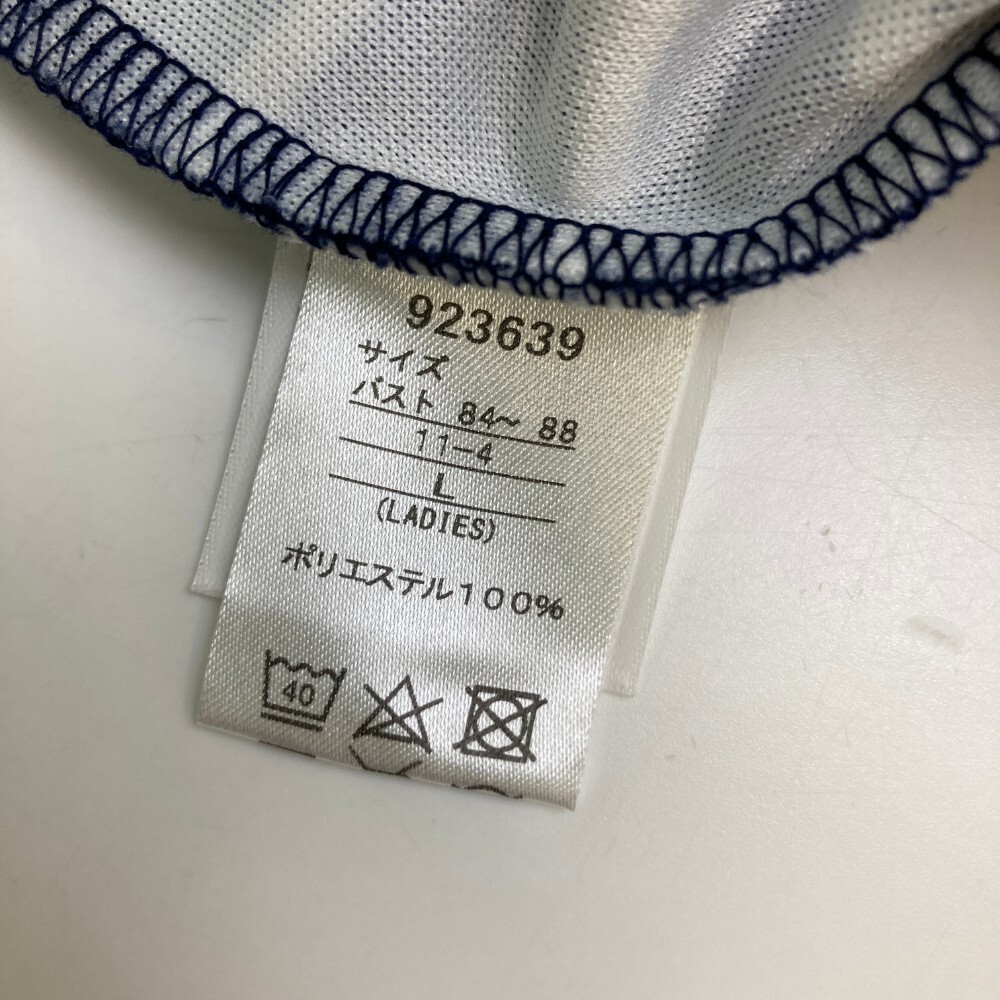 923639
サイズ
バスト 84～ 88
11-4
L
(LADIES)
ポリエステル100%
40